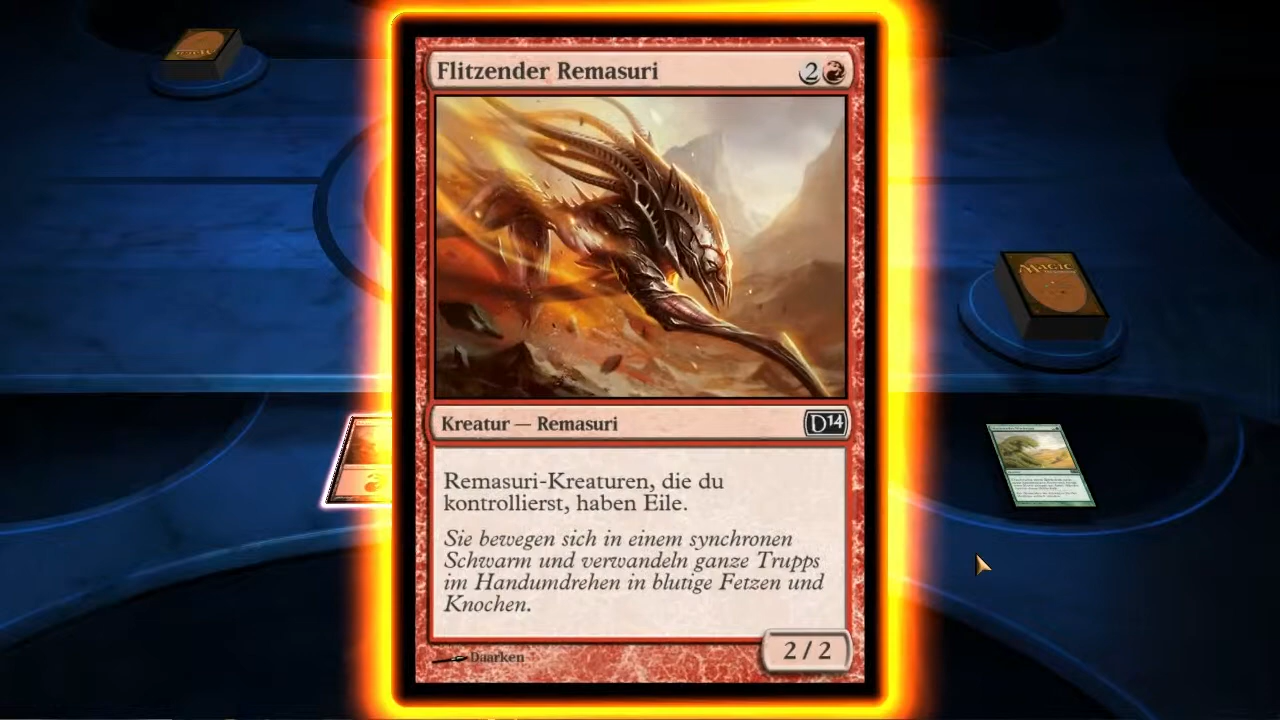 Flitzender Remasuri 2
Kreatur — Remasuri
D14
Remasuri-Kreaturen, die du
kontrollierst, haben Eile.
Sie bewegen sich in einem synchronen
Schwarm und verwandeln ganze Trupps
im Handumdrehen in blutige Fetzen und
Knochen.
Daarken
2 / 2
MAGIC